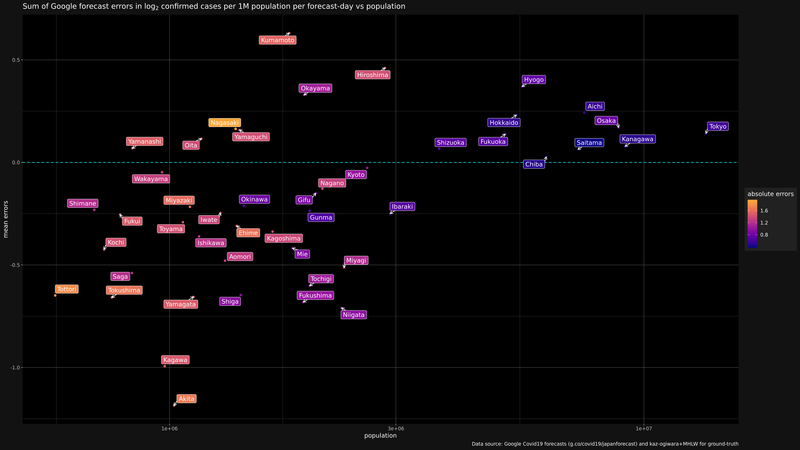 Sum of Google forecast errors in log2 confirmed cases per 1M population per forecast-day vs population
Kumamoto
0.5
Hiroshima
Okayama
Hyogo
Aichi
Nagasaki
Hokkaido
Osaka
Tokyo
Yamanashi
Oita
Yamaguchi
Shizuoka
Fukuoka
Saitama
Kanagawa
0.0
Chiba
Wakayama
Kyoto
Nagano
absolute errors
Shimane
Miyazaki
Okinawa
Gifu
Ibaraki
1.6
1.2
0.8
mean errors
Fukui
Iwate
Gunma
Toyama
Ehime
Kochi
Ishikawa
Kagoshima
Aomori
Mie
Miyagi
-0.5
Saga
Tochigi
Tottori
Tokushima
Yamagata
Shiga
Fukushima
Niigata
Kagawa
-1.0
Akita
1e+06
3e+06
1e+07
population
Data source: Google Covid19 forecasts (g.co/covid19/japanforecast) and kaz-ogiwara+MHLW for ground-truth